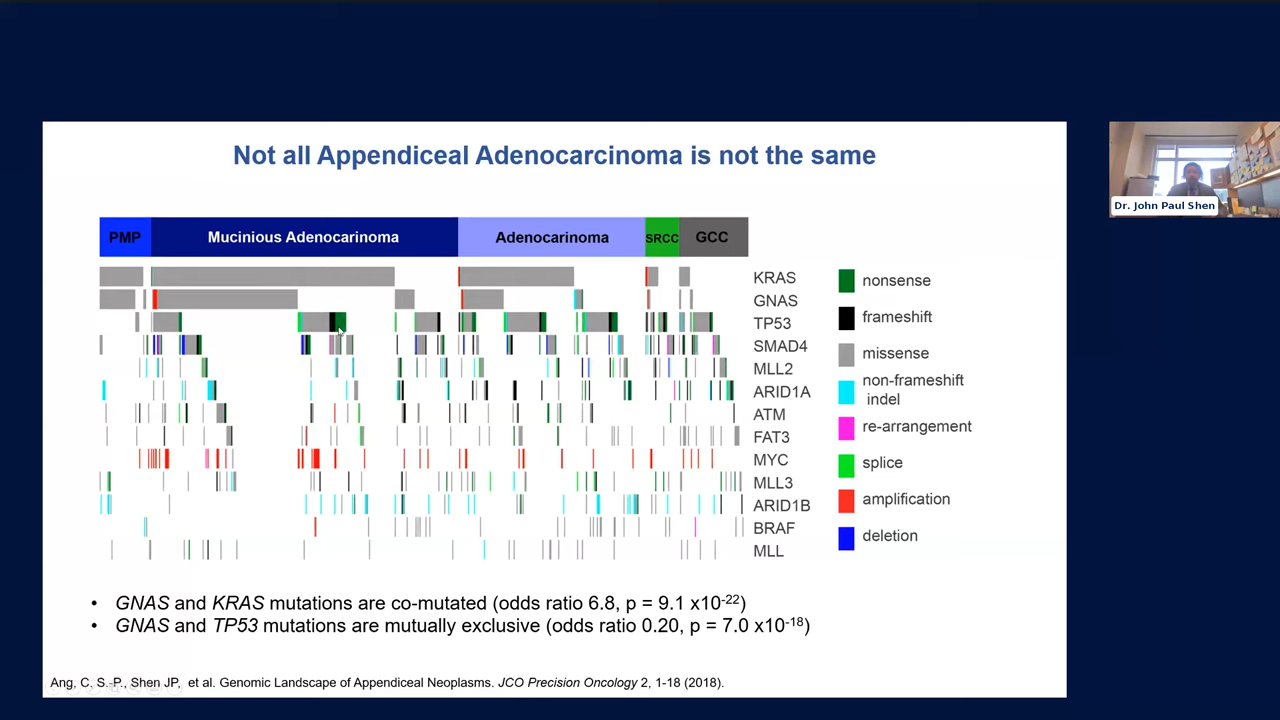 Not all Appendiceal Adenocarcinoma is not the same
Dr. John Paul Shen
PMP Mucinious Adenocarinoma Adenocarinoma SRCC GCC
KRAS
GNAS
TP53
SMAD4
MLL2
ARID1A
ATM
FAT3
MYC
MLL3
ARID1B
BRAF
MLL
nonsense
frameshift
missense
non-frameshift
indel
re-arrangement
splice
amplification
deletion
• GNAS and KRAS mutations are co-mutated (odds ratio 6.8, p = 9.1 x10-22)
• GNAS and TP53 mutations are mutually exclusive (odds ratio 0.20, p = 7.0 x10-18)
Ang, C. S.-P., Shen JP, et al. Genomic Landscape of Appendiceal Neoplasms. JCO Precision Oncology 2, 1-18 (2018).